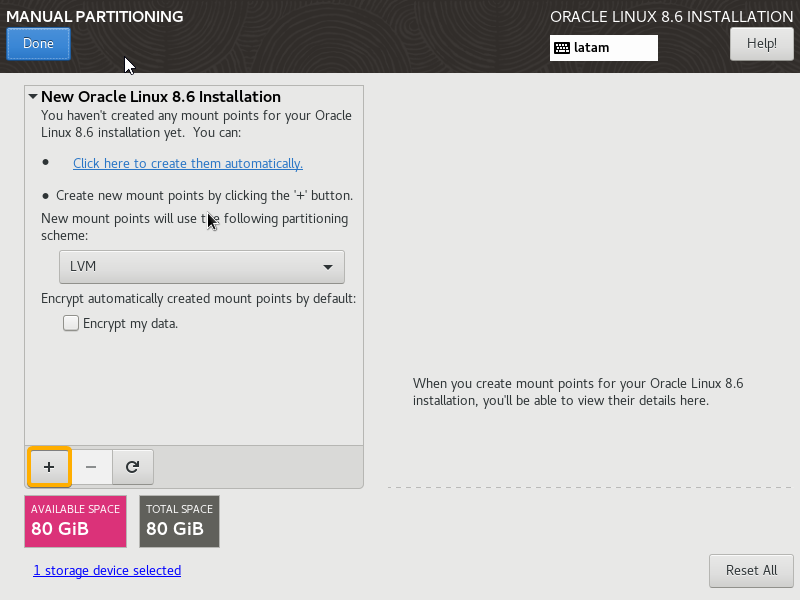 MANUAL PARTITIONING
ORACLE LINUX 8.6 INSTALLATION
Done
latam
Help!
New Oracle Linux 8.6 Installation
You haven't created any mount points for your Oracle
Linux 8.6 installation yet. You can:
• Click here to create them automatically.
• Create new mount points by clicking the '+' button.
New mount points will use the following partitioning
scheme:
LVM
Encrypt automatically created mount points by default:
Encrypt my data.
When you create mount points for your Oracle Linux 8.6
installation, you'll be able to view their details here.
+ −
AVAILABLE SPACE
80 GiB
TOTAL SPACE
80 GiB
1 storage device selected
Reset All